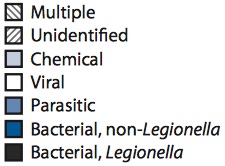 Multiple
Unidentified
Chemical
Viral
Parasitic
Bacterial, non-Legionella
Bacterial, Legionella